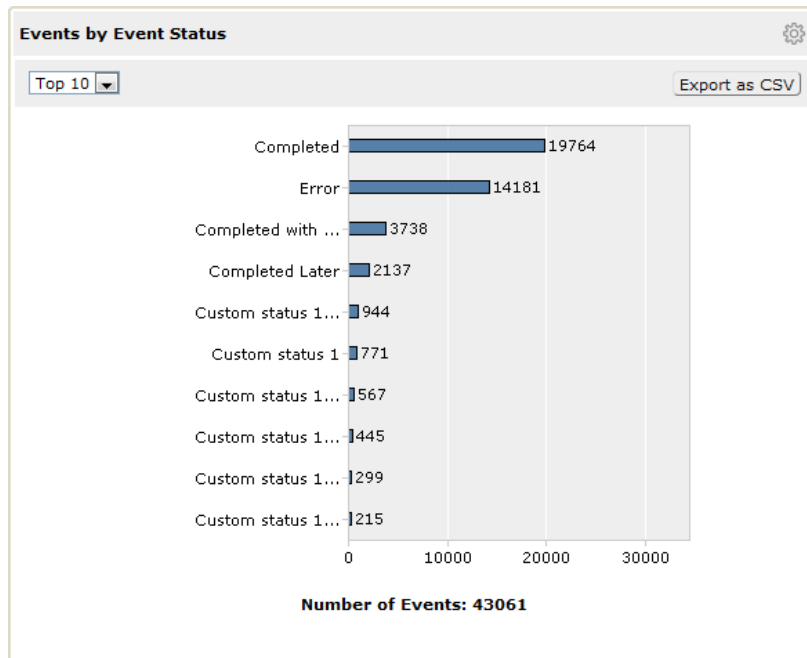 Events by Event Status
Top 10
Export as CSV
Completed 19764
Error 14181
Completed with ... 3738
Completed Later 2137
Custom status 1... 944
Custom status 1 771
Custom status 1... 567
Custom status 1... 445
Custom status 1... 299
Custom status 1... 215
0 10000 20000 30000
Number of Events: 43061